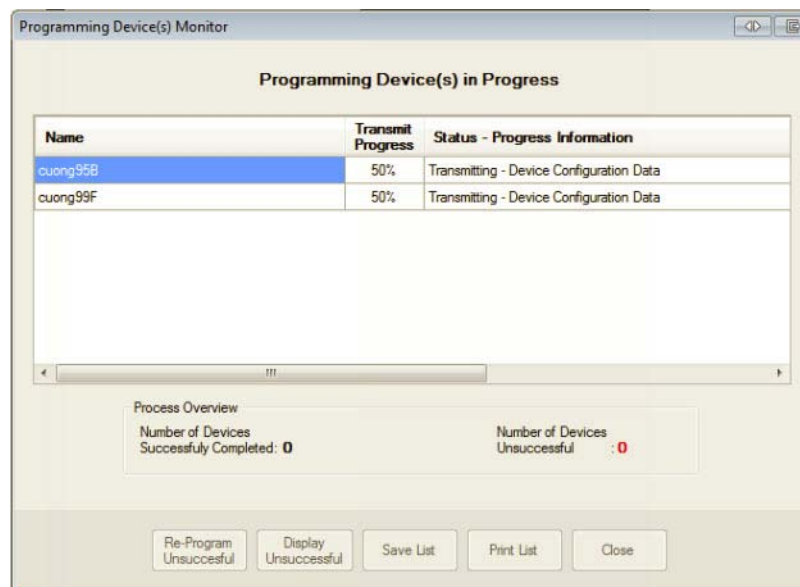 Programming Device(s) Monitor
Programming Device(s) in Progress
Name Transmit Progress Status - Progress Information
cuong95B 50% Transmitting - Device Configuration Data
cuong99F 50% Transmitting - Device Configuration Data
Process Overview
Number of Devices
Successfuly Completed: 0
Number of Devices
Unsuccessful : 0
Re-Program
Unsuccesful
Display
Unsuccessful
Save List
Print List
Close